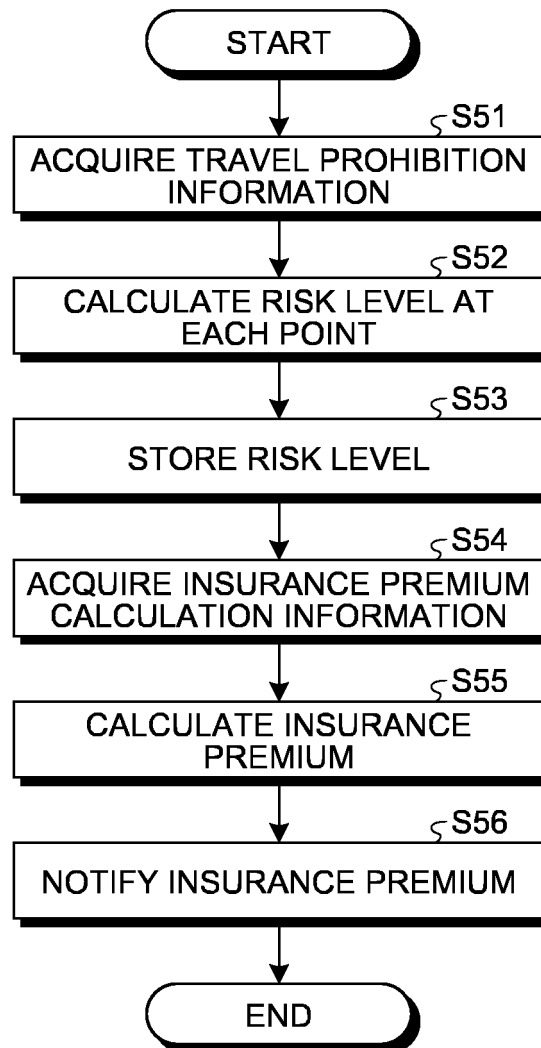 START
S51
ACQUIRE TRAVEL PROHIBITION
INFORMATION
S52
CALCULATE RISK LEVEL AT
EACH POINT
S53
STORE RISK LEVEL
S54
ACQUIRE INSURANCE PREMIUM
CALCULATION INFORMATION
S55
CALCULATE INSURANCE
PREMIUM
S56
NOTIFY INSURANCE PREMIUM
END